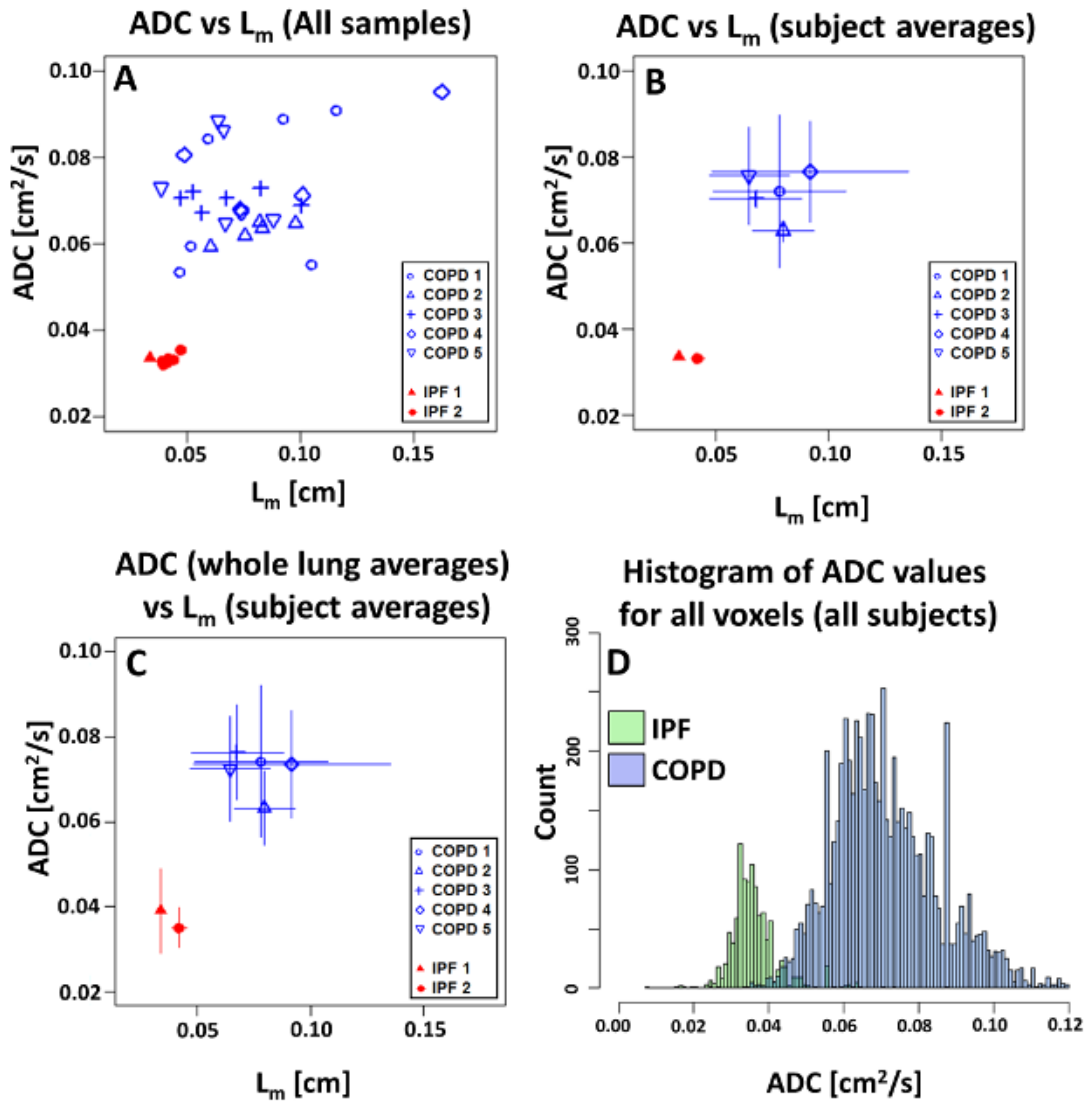 ADC vs Lm (All samples)
A
ADC [cm²/s]
0.10
0.08
0.06
0.04
0.02
COPD 1
COPD 2
COPD 3
COPD 4
COPD 5
IPF 1
IPF 2
0.05 0.10 0.15
Lm [cm]
ADC vs Lm (subject averages)
B
ADC [cm²/s]
0.10
0.08
0.06
0.04
0.02
COPD 1
COPD 2
COPD 3
COPD 4
COPD 5
IPF 1
IPF 2
0.05 0.10 0.15
Lm [cm]
ADC (whole lung averages)
vs Lm (subject averages)
C
ADC [cm²/s]
0.10
0.08
0.06
0.04
0.02
COPD 1
COPD 2
COPD 3
COPD 4
COPD 5
IPF 1
IPF 2
0.05 0.10 0.15
Lm [cm]
Histogram of ADC values
for all voxels (all subjects)
D
Count
300
200
100
0
IPF
COPD
0.00 0.02 0.04 0.06 0.08 0.10 0.12
ADC [cm²/s]